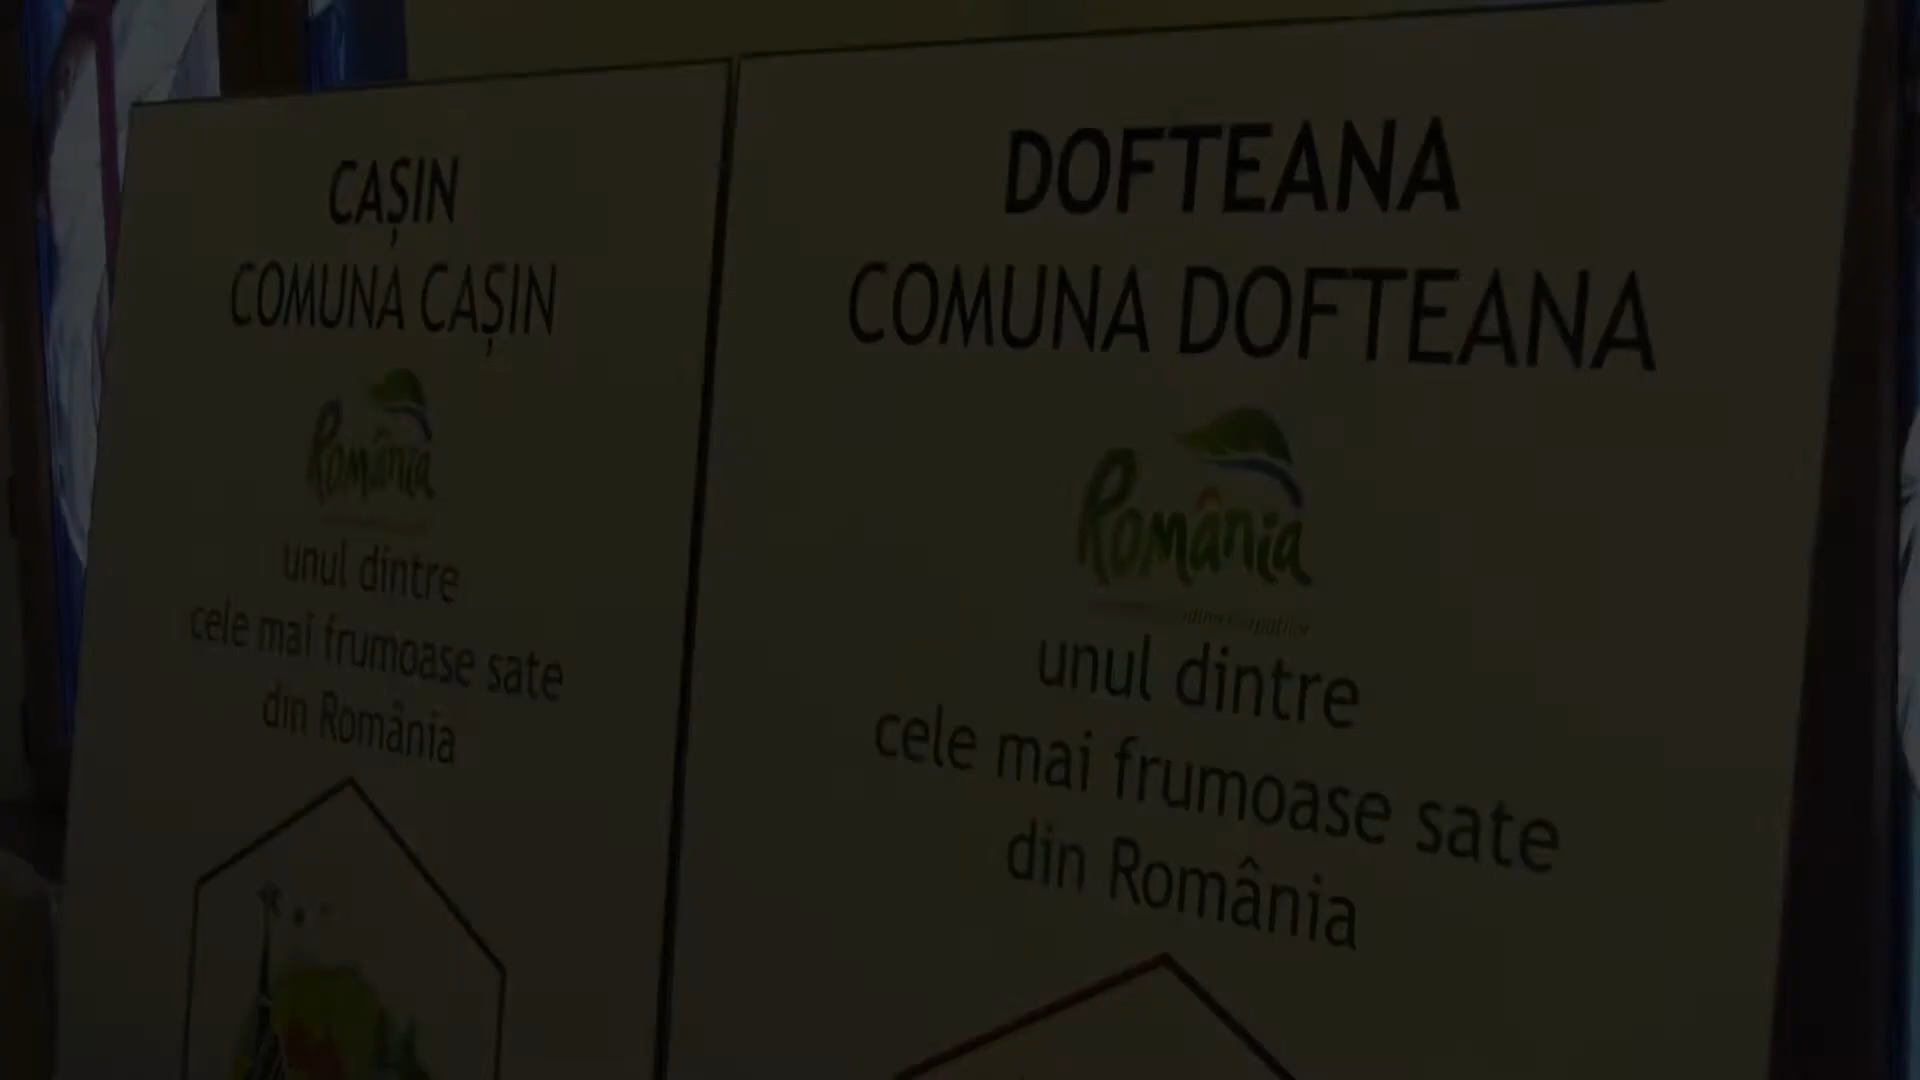 CAȘIN
COMUNA CAȘIN
România
unul dintre
cele mai frumoase sate
din România
DOFTEANA
COMUNA DOFTEANA
România
unul dintre
cele mai frumoase sate
din România